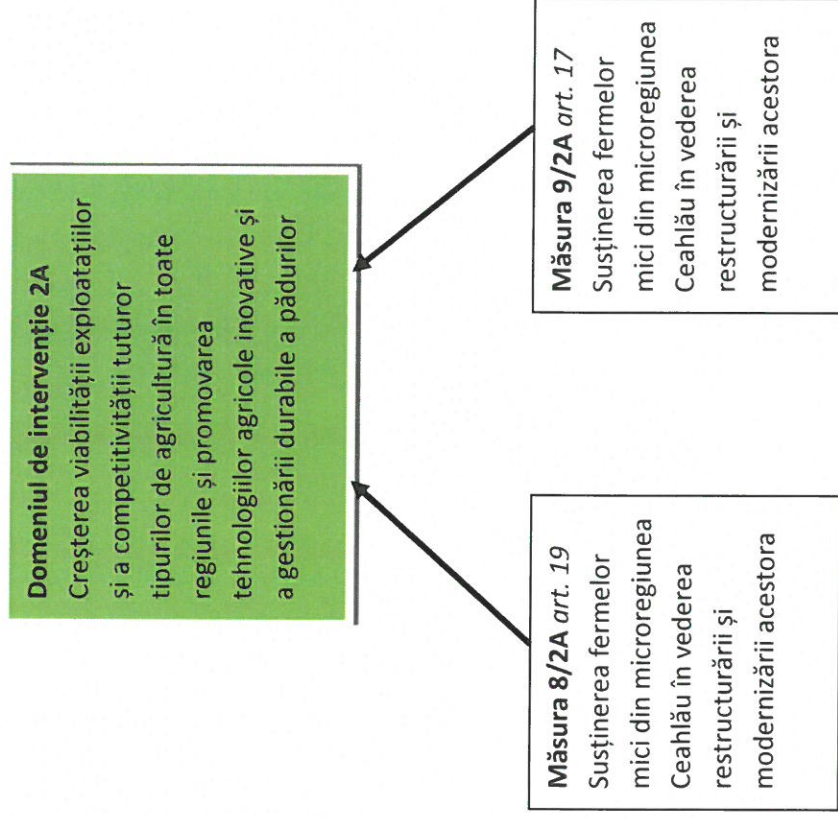 Domeniul de intervenție 2A
Creșterea viabilității exploatațiilor
și a competitivității tuturor
tipurilor de agricultură în toate
regiunile și promovarea
tehnologiilor agricole inovative și
a gestionării durabile a pădurilor
Măsura 8/2A art. 19
Susținerea fermelor
mici din microregiunea
Ceahlău în vederea
restructurării și
modernizării acestora
Măsura 9/2A art. 17
Susținerea fermelor
mici din microregiunea
Ceahlău în vederea
restructurării și
modernizării acestora